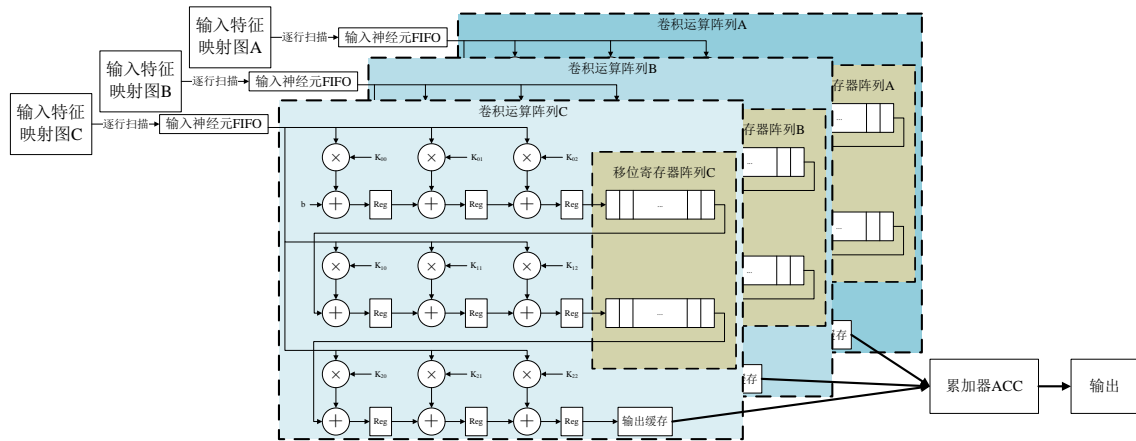 卷积运算阵列A
输入特征
映射图A
逐行扫描
输入神经元FIFO
卷积运算阵列B
输入特征
映射图B
逐行扫描
输入神经元FIFO
存器阵列A
...
卷积运算阵列C
输入特征
映射图C
逐行扫描
输入神经元FIFO
存器阵列B
...
K00
K01
K02
移位寄存器阵列C
b
Reg
Reg
Reg
...
...
K10
K11
K12
...
Reg
Reg
Reg
...
缓存
K20
K21
K22
缓存
累加器ACC
输出
Reg
Reg
Reg
输出缓存